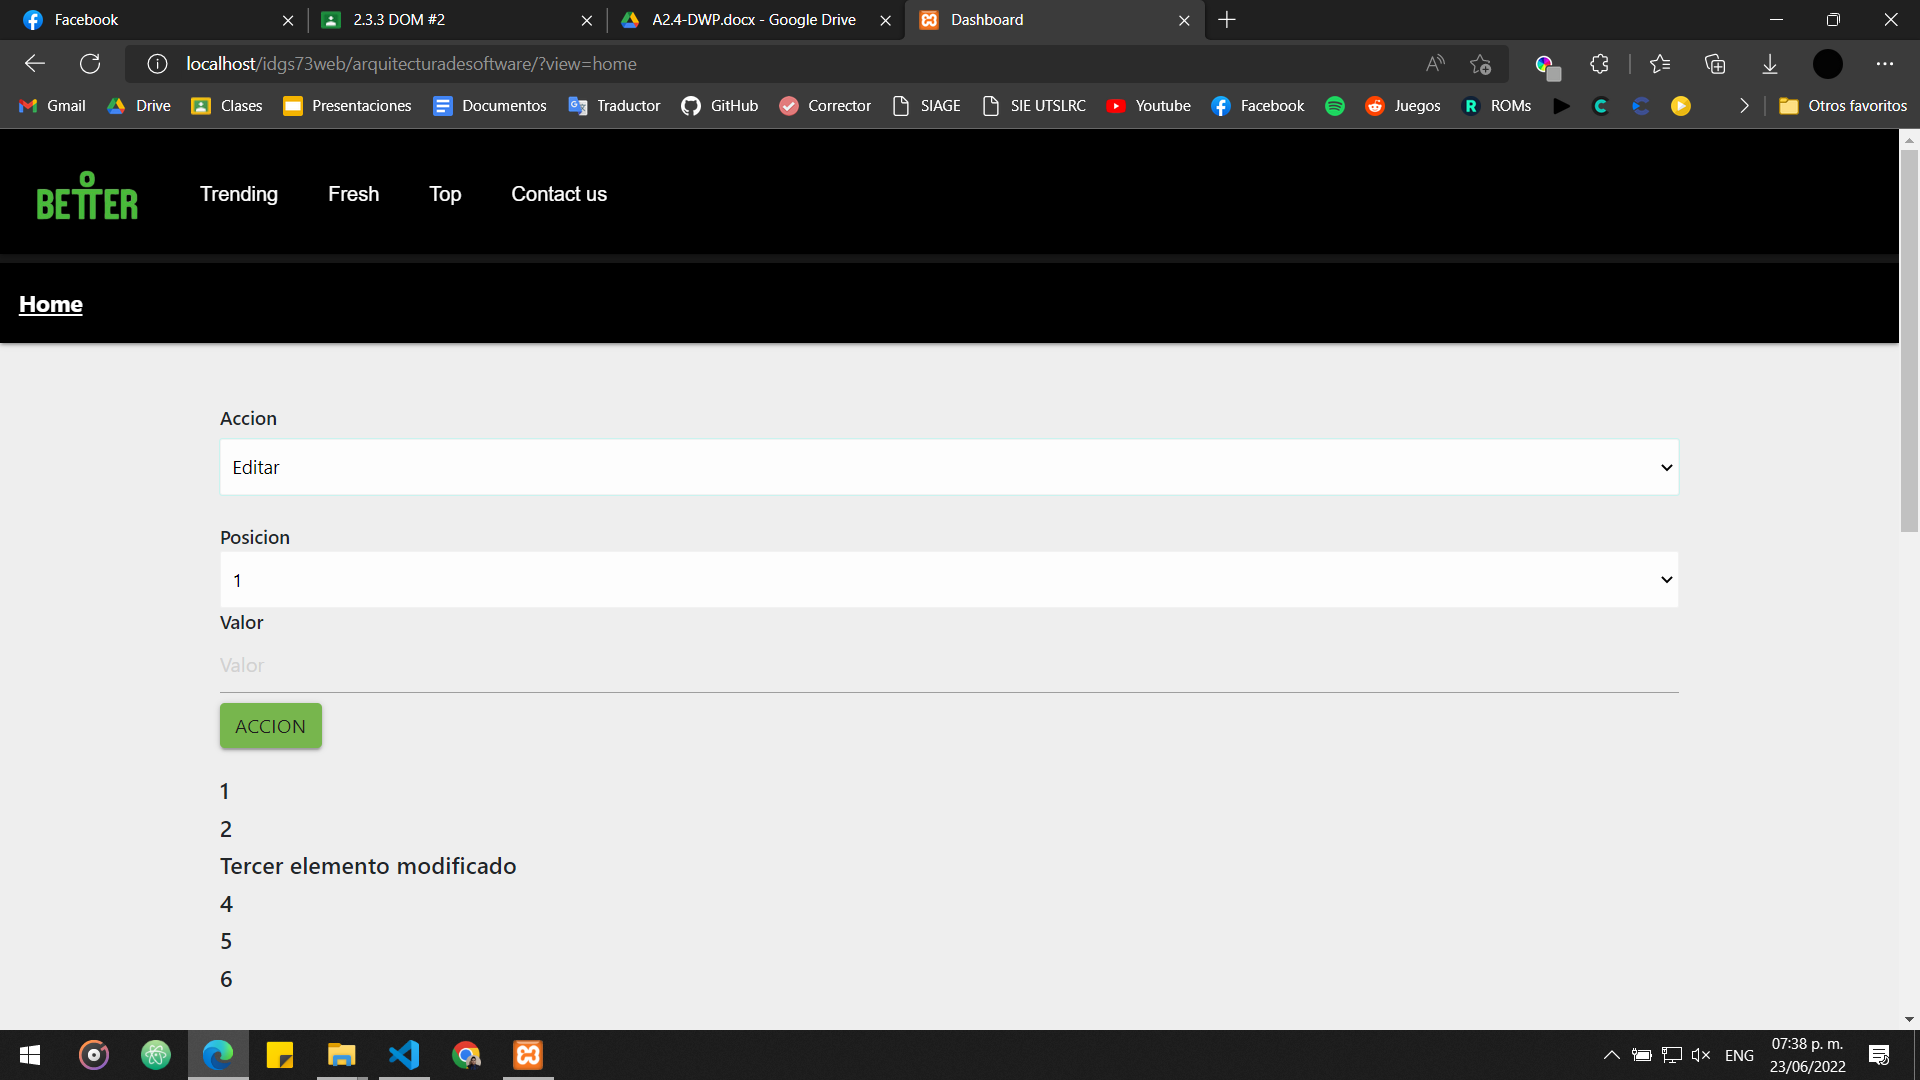 Facebook
2.3.3 DOM #2
A2.4-DWP.docx - Google Drive
Dashboard
localhost/idgs73web/arquitecturadesoftware/?view=home
Gmail
Drive
Clases
Presentaciones
Documentos
Traductor
GitHub
Corrector
SIAGE
SIE UTSLRC
Youtube
Facebook
Juegos
ROMs
Otros favoritos
BETTER
Trending
Fresh
Top
Contact us
Home
Accion
Editar
Posicion
1
Valor
Valor
ACCION
1
2
Tercer elemento modificado
4
5
6
ENG
07:38 p. m.
23/06/2022